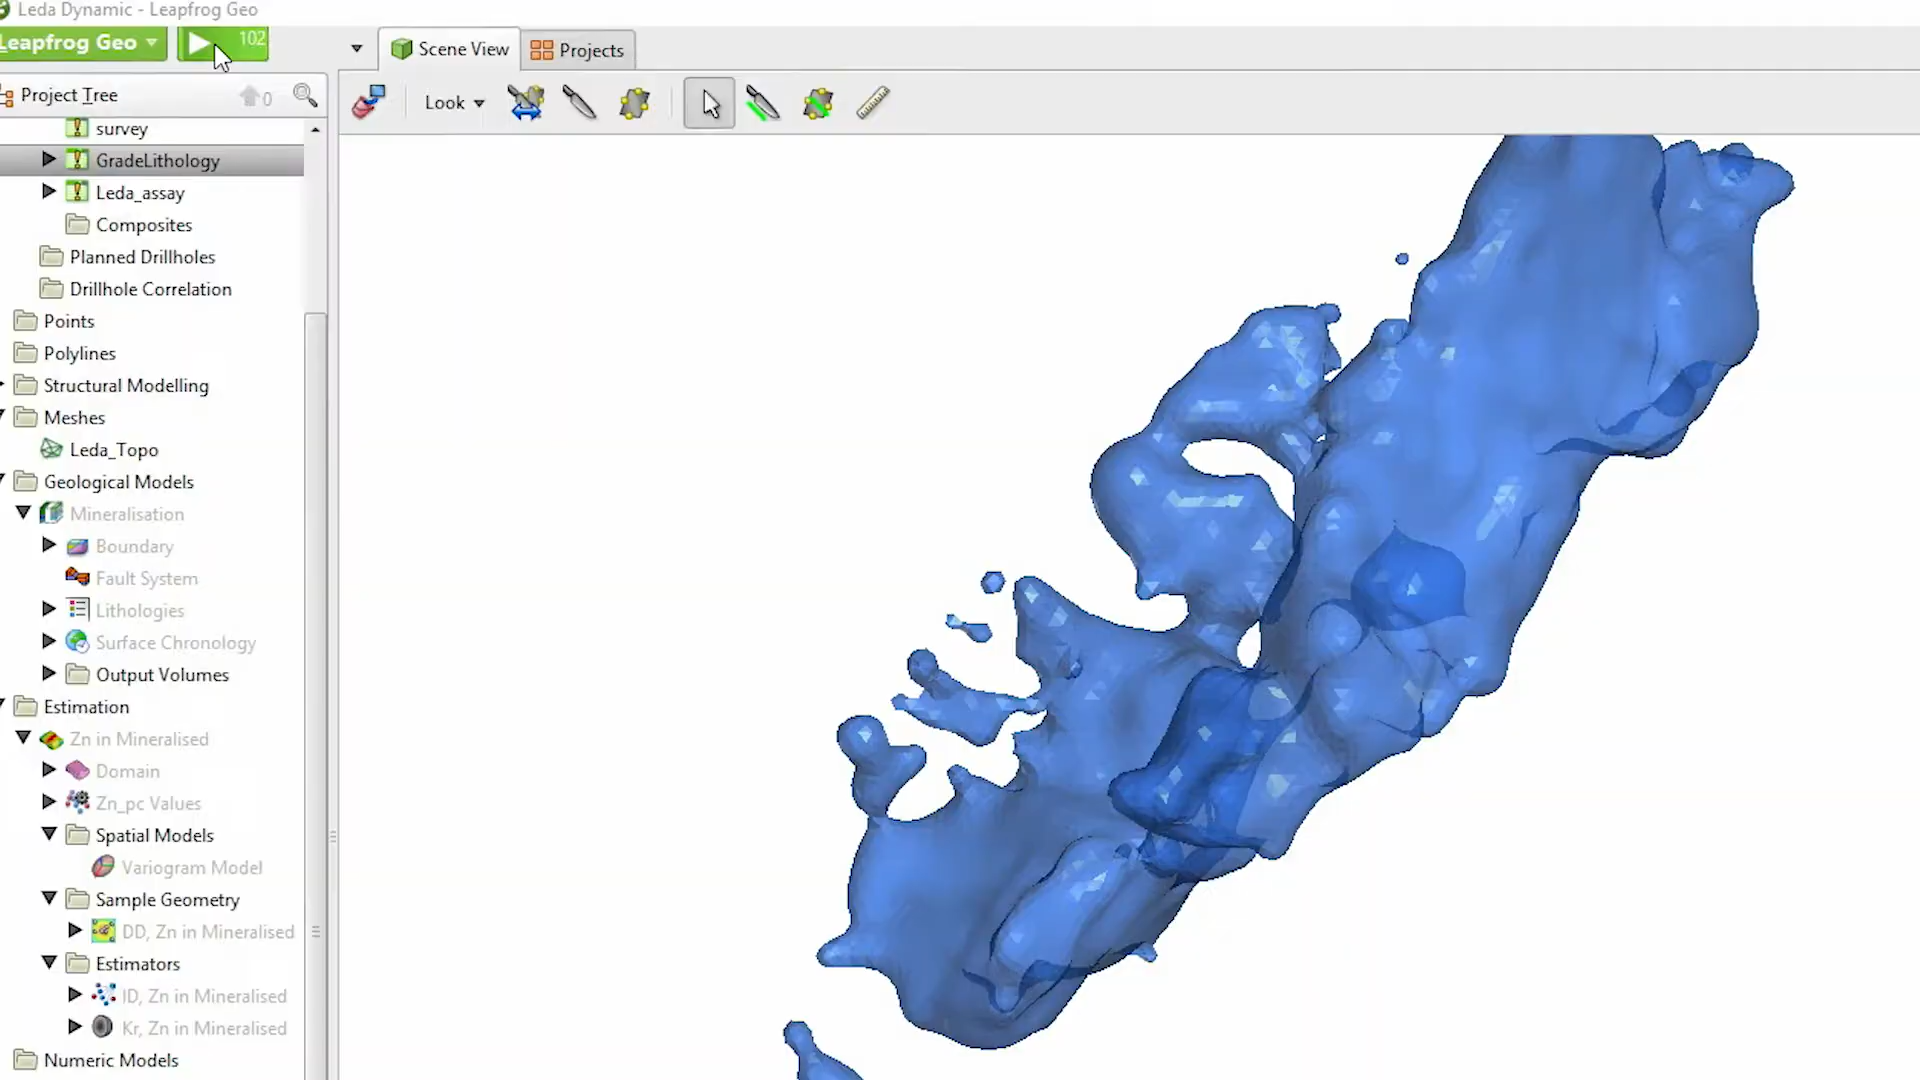 Leda Dynamic - Leapfrog Geo
Leapfrog Geo
102
Scene View
Projects
Project Tree
0
Look
survey
GradeLithology
Leda_assay
Composites
Planned Drillholes
Drillhole Correlation
Points
Polylines
Structural Modelling
Meshes
Leda_Topo
Geological Models
Mineralisation
Boundary
Fault System
Lithologies
Surface Chronology
Output Volumes
Estimation
Zn in Mineralised
Domain
Zn_pc Values
Spatial Models
Variogram Model
Sample Geometry
DD, Zn in Mineralised
Estimators
ID, Zn in Mineralised
Kr, Zn in Mineralised
Numeric Models